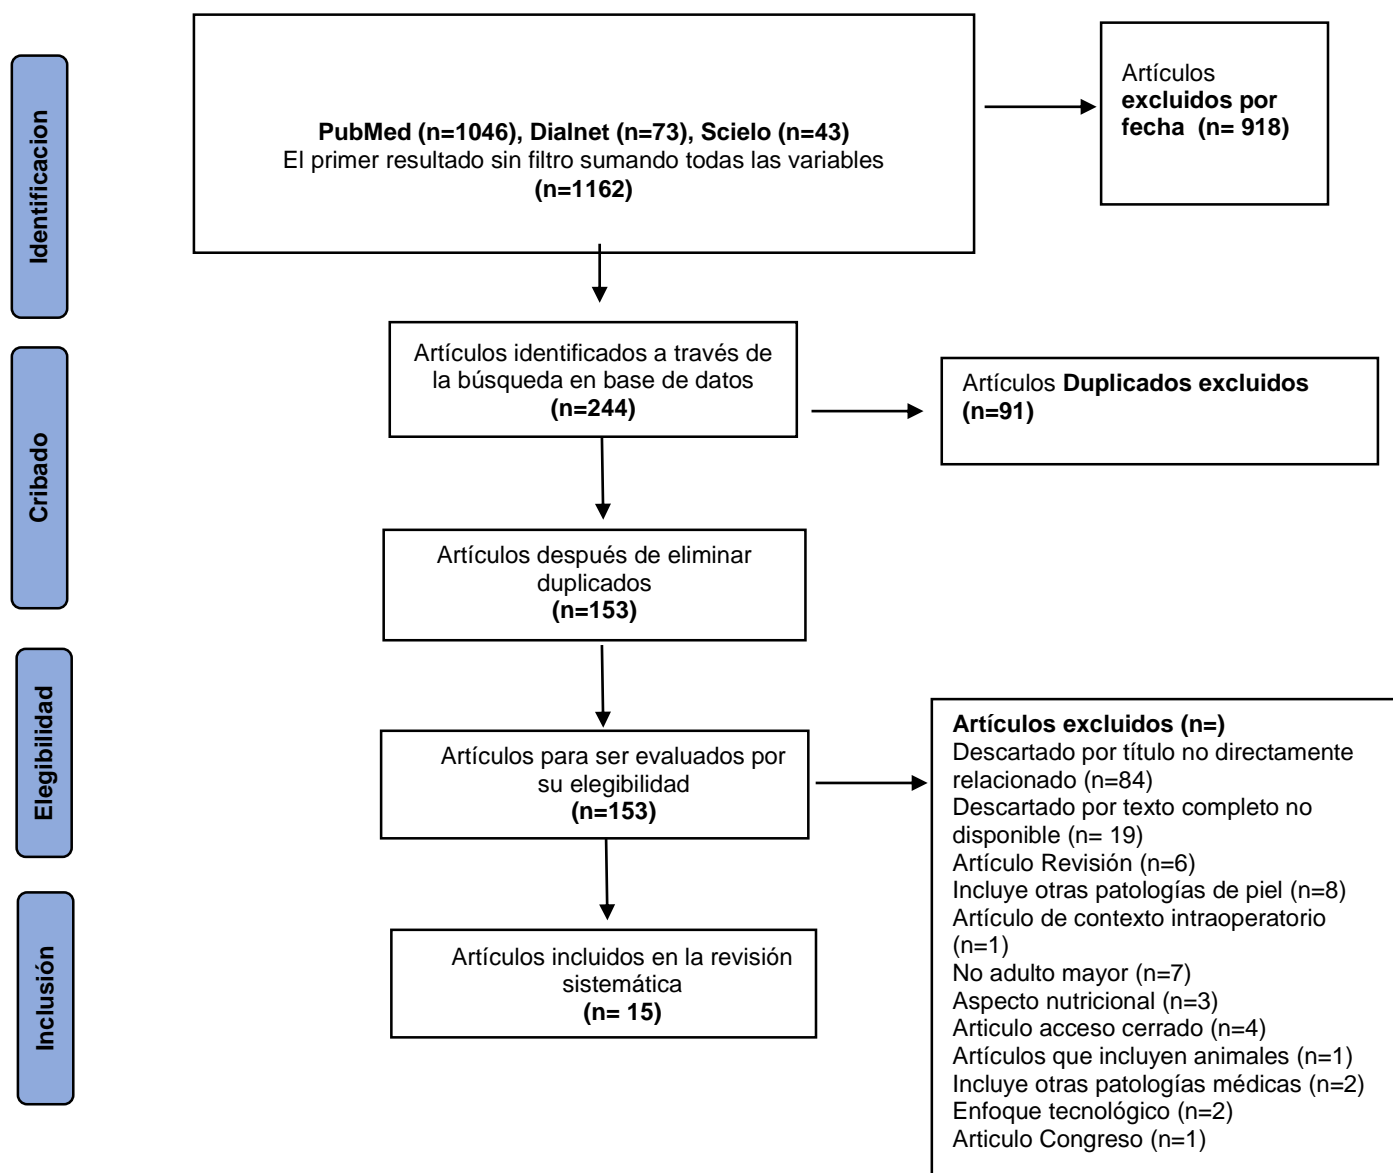 Identificacion
PubMed (n=1046), Dialnet (n=73), Scielo (n=43)
El primer resultado sin filtro sumando todas las variables
(n=1162)
Artículos
excluidos por
fecha (n= 918)
Cribado
Artículos identificados a través de
la búsqueda en base de datos
(n=244)
Artículos Duplicados excluidos
(n=91)
Artículos después de eliminar
duplicados
(n=153)
Elegibilidad
Artículos para ser evaluados por
su elegibilidad
(n=153)
Artículos excluidos (n=)
Descartado por título no directamente
relacionado (n=84)
Descartado por texto completo no
disponible (n= 19)
Artículo Revisión (n=6)
Incluye otras patologías de piel (n=8)
Artículo de contexto intraoperatorio
(n=1)
No adulto mayor (n=7)
Aspecto nutricional (n=3)
Articulo acceso cerrado (n=4)
Artículos que incluyen animales (n=1)
Incluye otras patologías médicas (n=2)
Enfoque tecnológico (n=2)
Articulo Congreso (n=1)
Inclusión
Artículos incluidos en la revisión
sistemática
(n= 15)